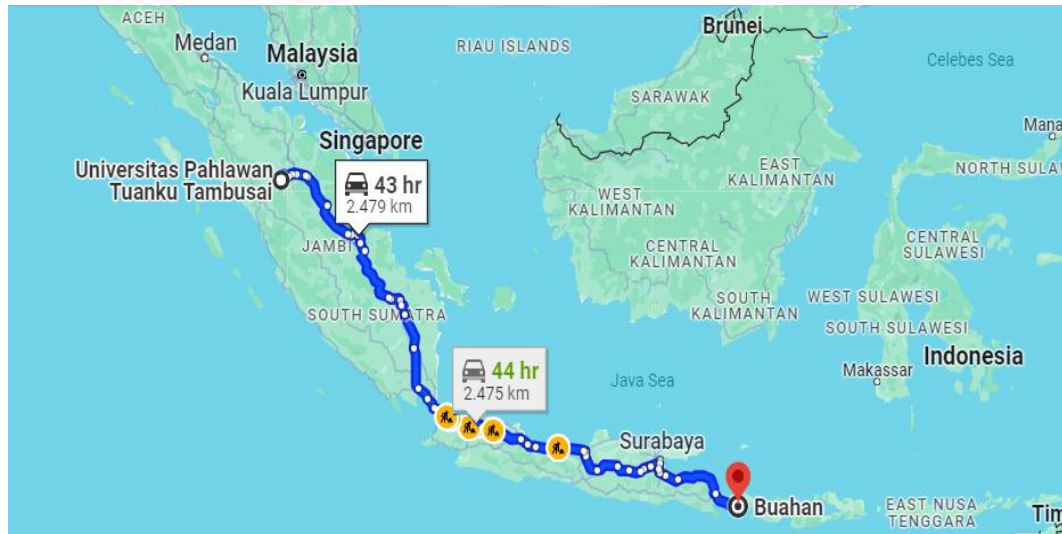 ACEH
Medan
Malaysia
Kuala Lumpur
RIAU ISLANDS
Brunei
Celebes Sea
SARAWAK
Mana
Singapore
Universitas Pahlawan
Tuanku Tambusai
43 hr
2.479 km
EAST
KALIMANTAN
NORTH SULA
WEST
KALIMANTAN
JAMBI
CENTRAL
KALIMANTAN
CENTRAL
SULAWESI
SOUTH SUMATRA
SOUTH
KALIMANTAN
WEST SULAWESI
SOUTH SULAWESI
Indonesia
44 hr
2.475 km
Java Sea
Makassar
Surabaya
Buahan
EAST NUSA
TENGGARA
Tim